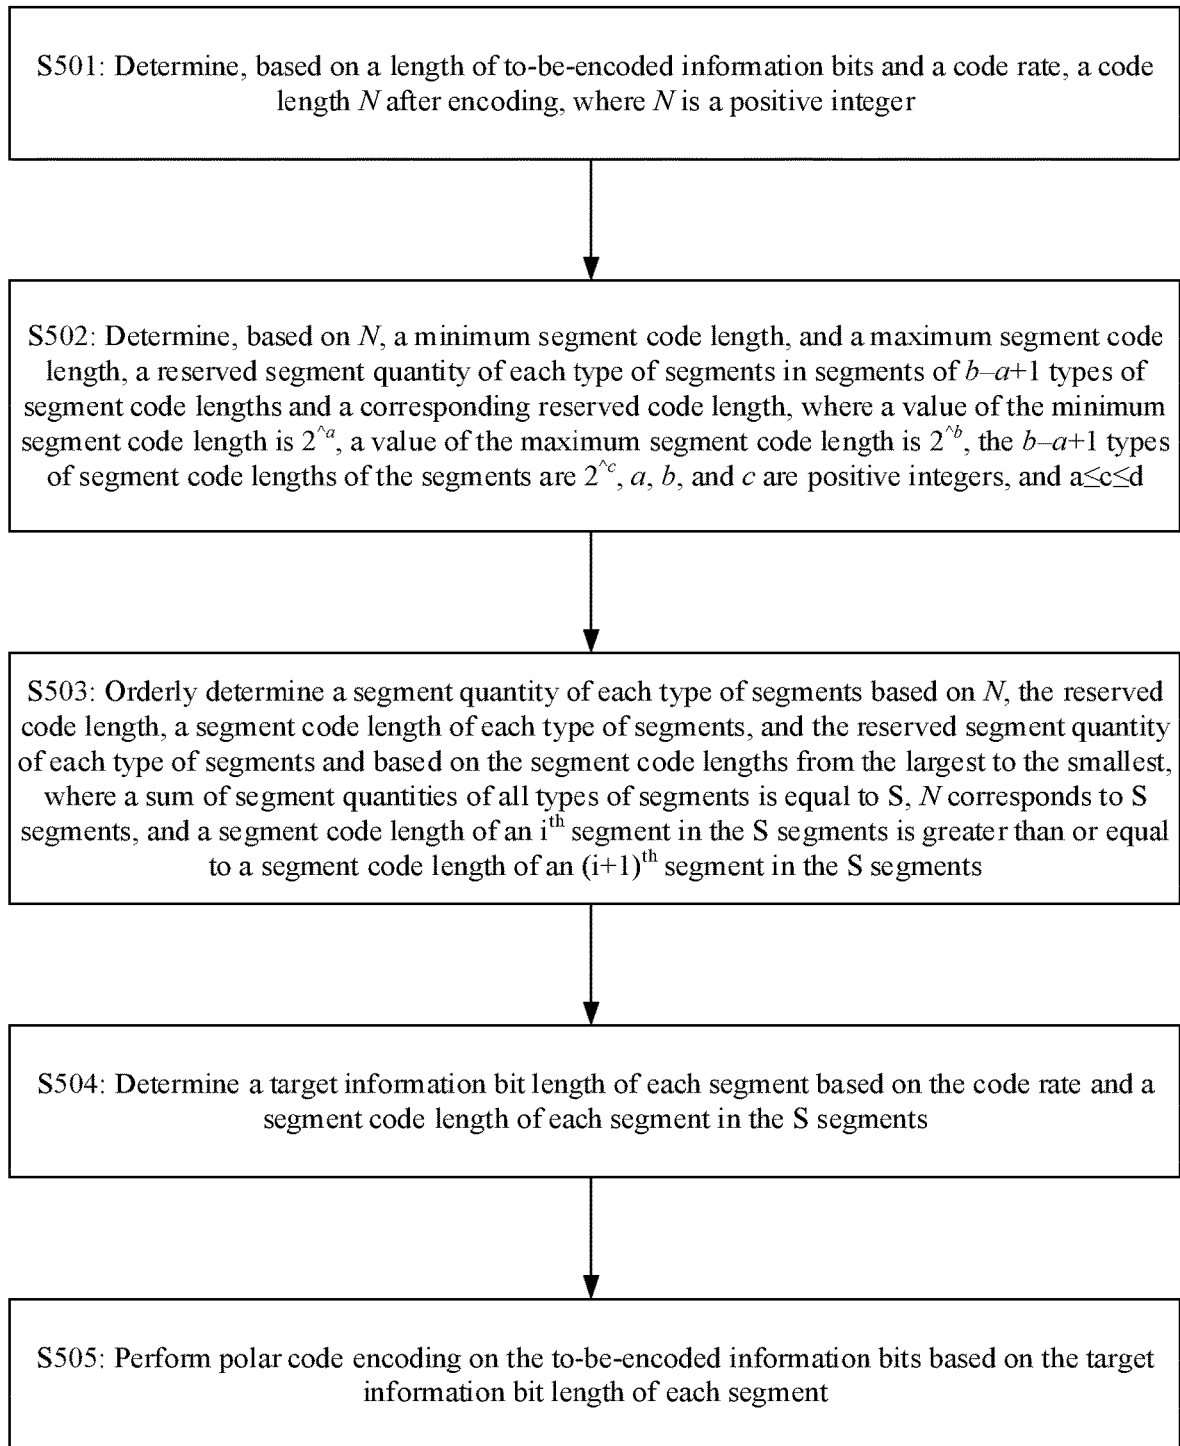 S501: Determine, based on a length of to-be-encoded information bits and a code rate, a code
length N after encoding, where N is a positive integer
S502: Determine, based on N, a minimum segment code length, and a maximum segment code
length, a reserved segment quantity of each type of segments in segments of b–a+1 types of
segment code lengths and a corresponding reserved code length, where a value of the minimum
segment code length is 2^a, a value of the maximum segment code length is 2^b, the b–a+1 types
of segment code lengths of the segments are 2^c, a, b, and c are positive integers, and a≤c≤d
S503: Orderly determine a segment quantity of each type of segments based on N, the reserved
code length, a segment code length of each type of segments, and the reserved segment quantity
of each type of segments and based on the segment code lengths from the largest to the smallest,
where a sum of segment quantities of all types of segments is equal to S, N corresponds to S
segments, and a segment code length of an i^th segment in the S segments is greater than or equal
to a segment code length of an (i+1)^th segment in the S segments
S504: Determine a target information bit length of each segment based on the code rate and a
segment code length of each segment in the S segments
S505: Perform polar code encoding on the to-be-encoded information bits based on the target
information bit length of each segment